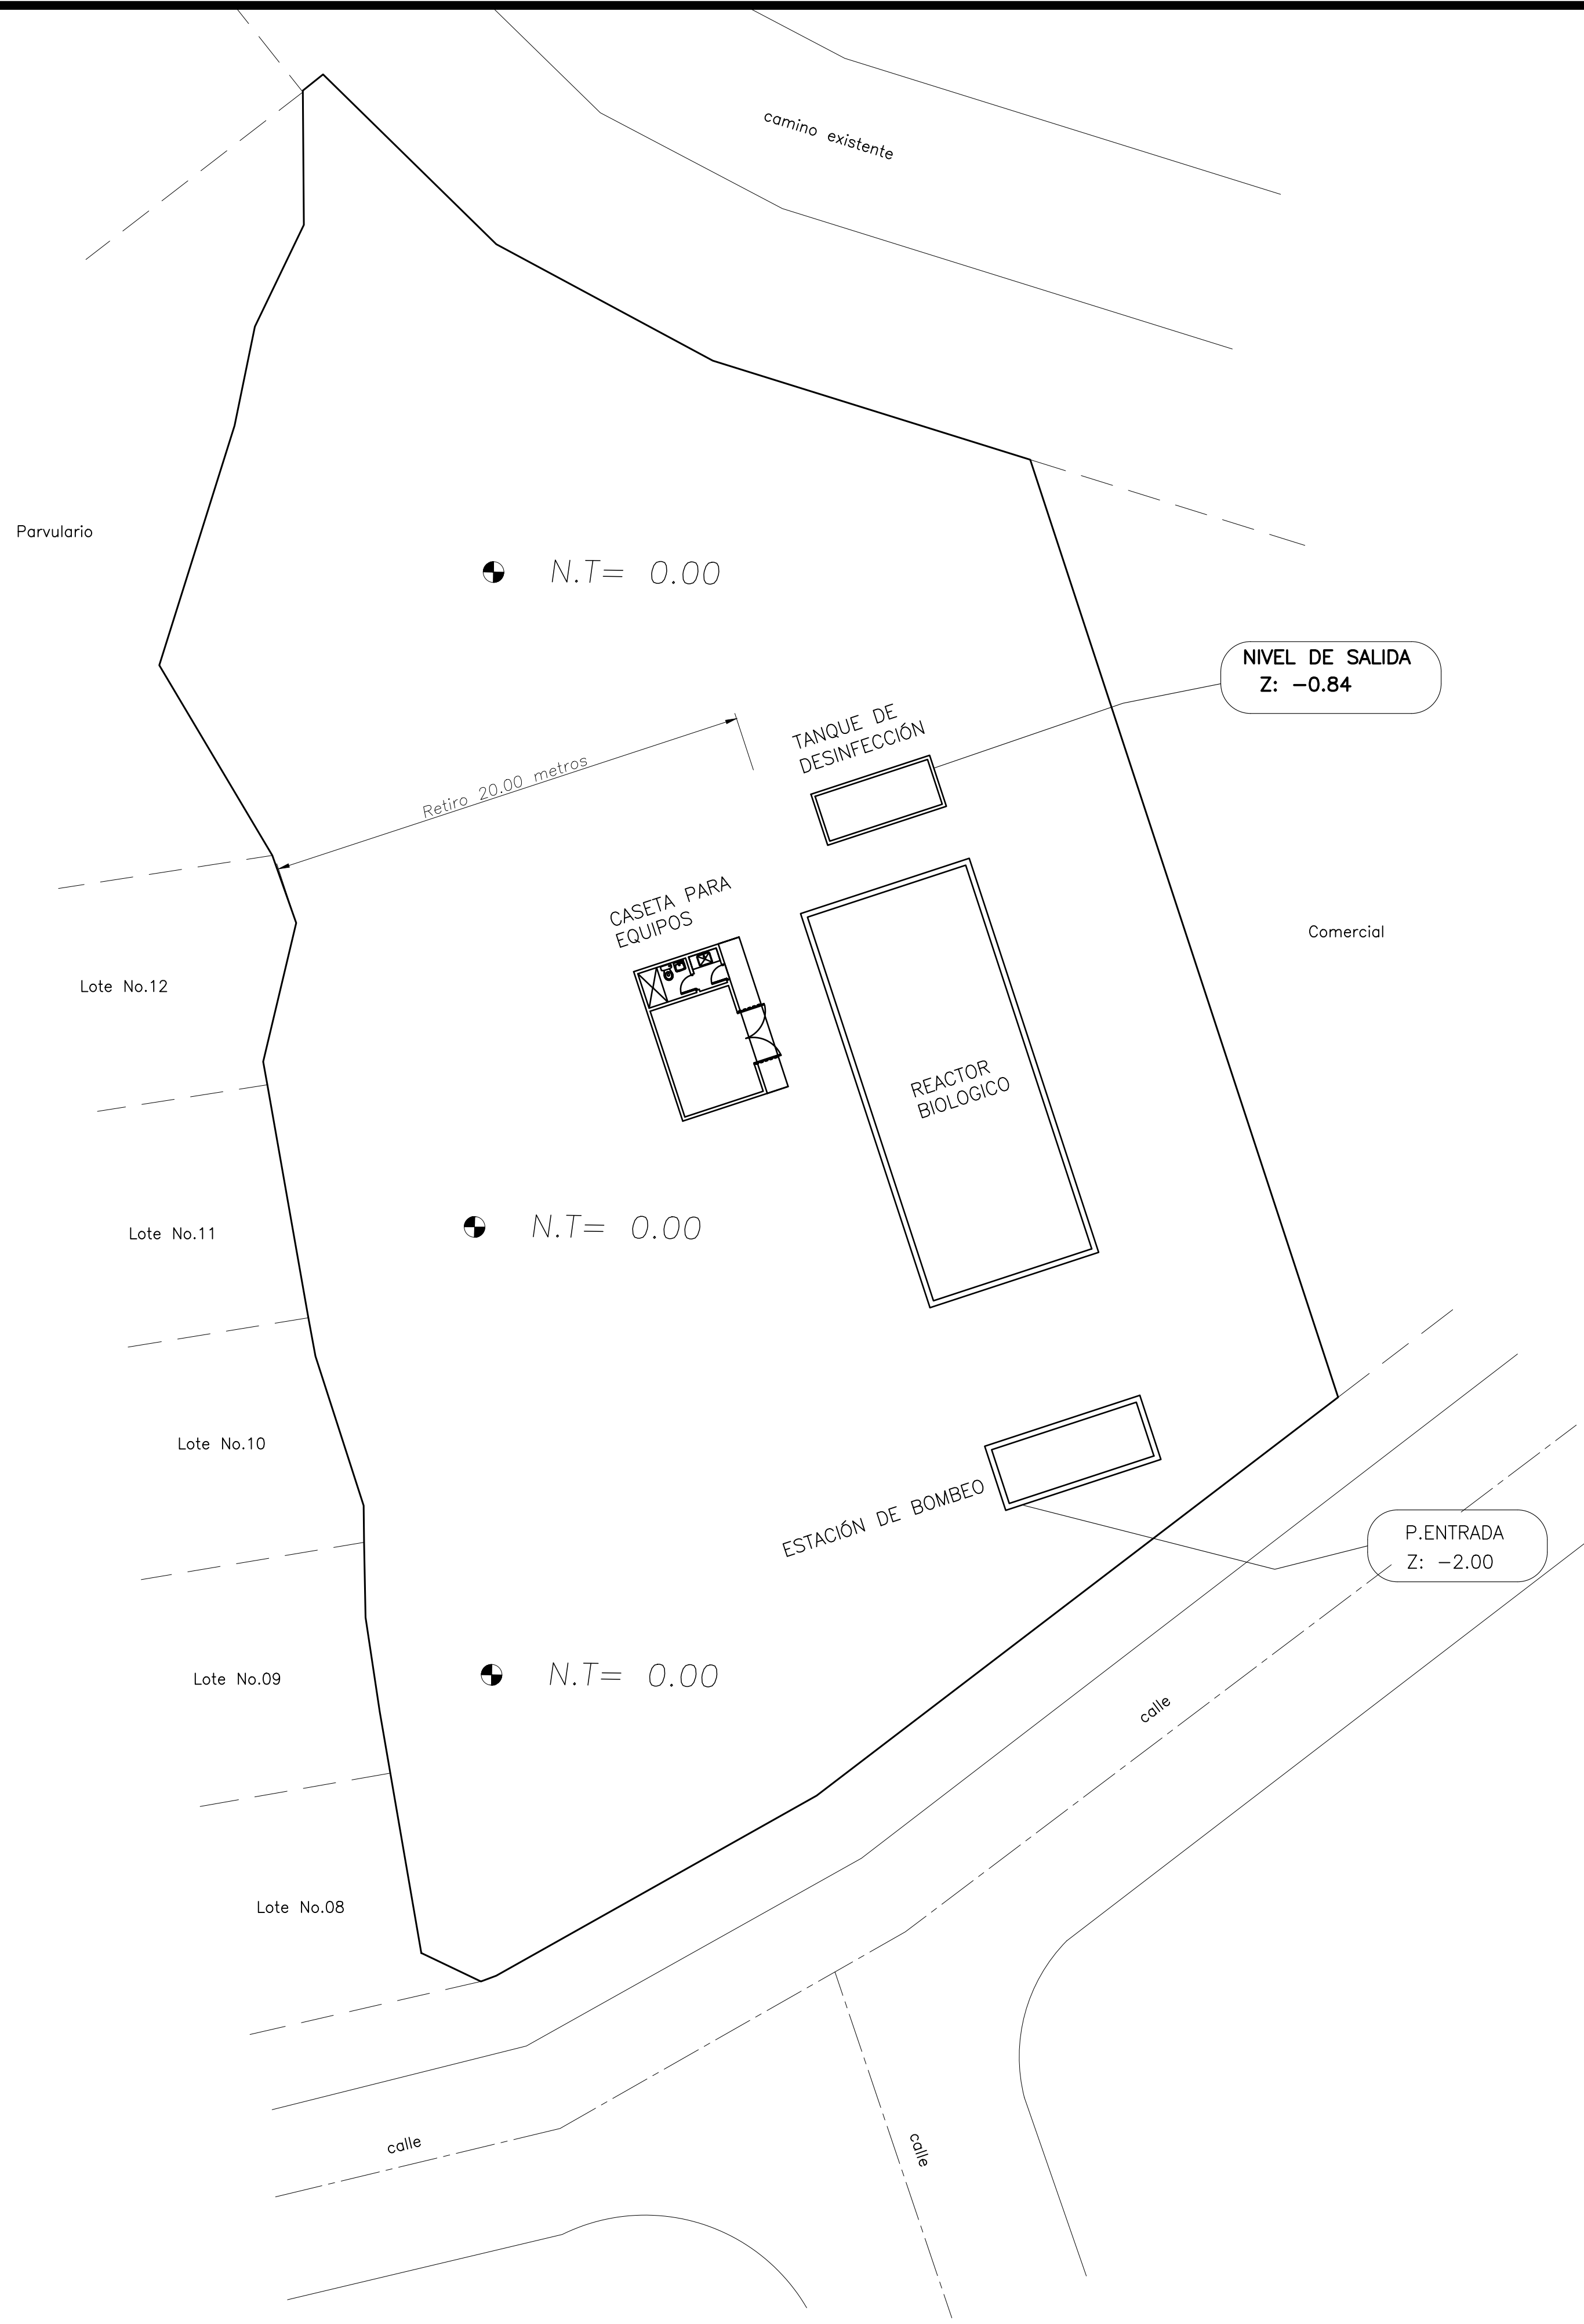 camino existente
Parvulario
N.T= 0.00
NIVEL DE SALIDA
Z: -0.84
TANQUE DE
DESINFECCIÓN
Retiro 20.00 metros
CASETA PARA
EQUIPOS
Comercial
Lote No.12
REACTOR
BIOLOGICO
Lote No.11
N.T= 0.00
Lote No.10
ESTACIÓN DE BOMBEO
P.ENTRADA
Z: -2.00
Lote No.09
N.T= 0.00
calle
Lote No.08
calle
calle